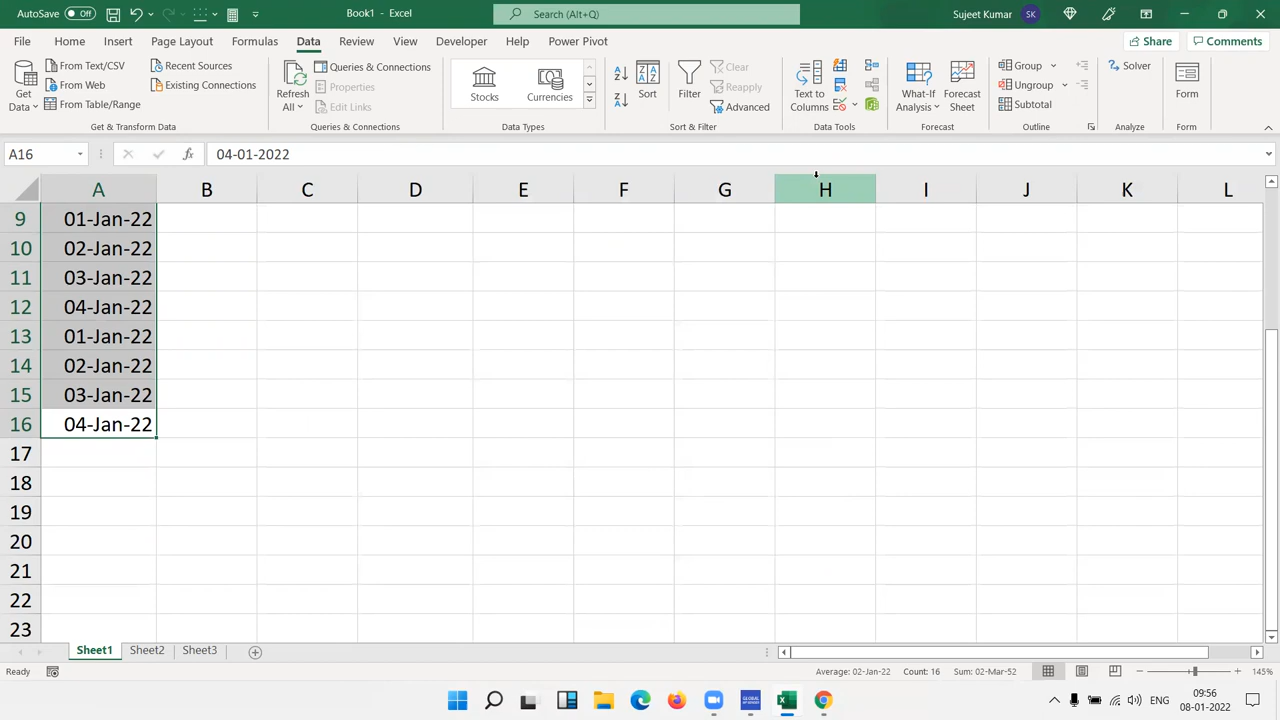 AutoSave Off Book1 - Excel Search (Alt+Q) Sujeet Kumar SK
File Home Insert Page Layout Formulas Data Review View Developer Help Power Pivot Share Comments
Get Data
From Text/CSV
From Web
From Table/Range
Recent Sources
Existing Connections
Get & Transform Data
Refresh All
Queries & Connections
Properties
Edit Links
Queries & Connections
Stocks Currencies
Data Types
Sort
Filter
Clear
Reapply
Advanced
Sort & Filter
Text to Columns
Data Tools
What-If Analysis
Forecast Sheet
Forecast
Group
Ungroup
Subtotal
Outline
Solver
Analyze
Form
Form
A16 fx 04-01-2022
A B C D E F G H I J K L
9 01-Jan-22
10 02-Jan-22
11 03-Jan-22
12 04-Jan-22
13 01-Jan-22
14 02-Jan-22
15 03-Jan-22
16 04-Jan-22
17
18
19
20
21
22
23
Sheet1 Sheet2 Sheet3
Ready Average: 02-Jan-22 Count: 16 Sum: 02-Mar-52 145%
ENG 09:56
08-01-2022